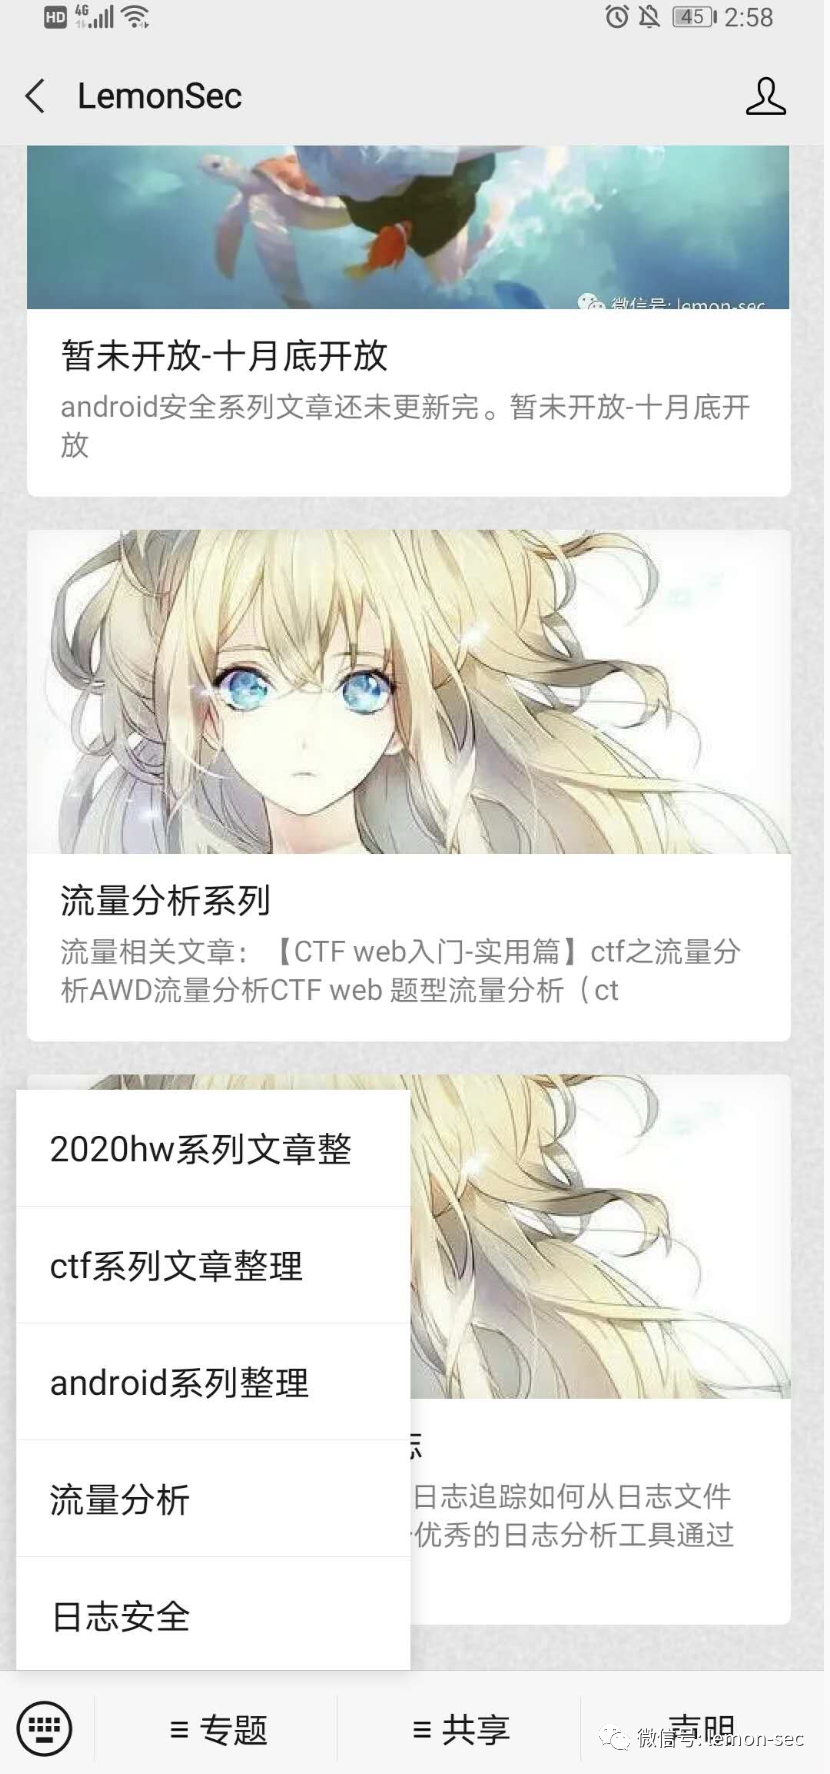 HD 4G 45 2:58
LemonSec
微信号: lemon-sec
暂未开放-十月底开放
android安全系列文章还未更新完。暂未开放-十月底开
放
流量分析系列
流量相关文章：【CTF web入门-实用篇】ctf之流量分
析AWD流量分析CTF web 题型流量分析（ct
志
日志追踪如何从日志文件
优秀的日志分析工具通过
2020hw系列文章整
ctf系列文章整理
android系列整理
流量分析
日志安全
专题
共享
声明
微信号: lemon-sec